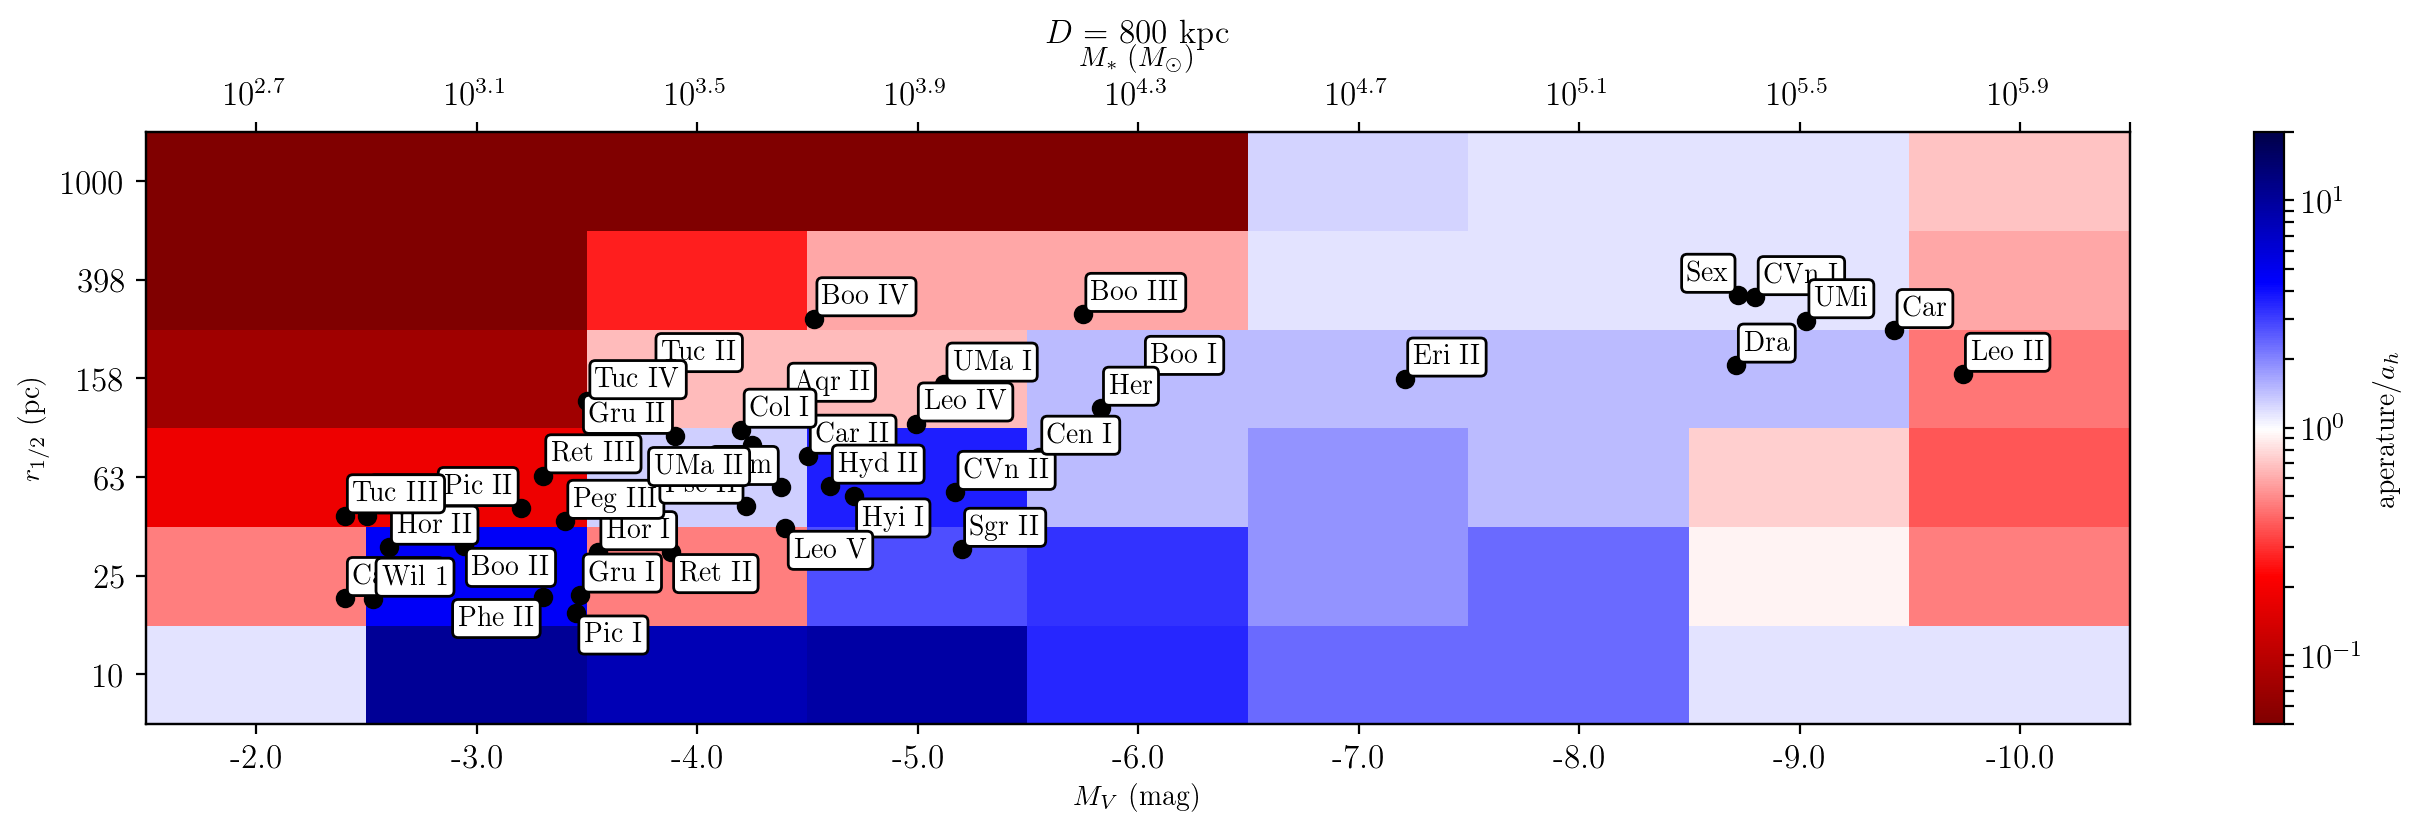 D = 800 kpc
M* (M⊙)
10^2.7 10^3.1 10^3.5 10^3.9 10^4.3 10^4.7 10^5.1 10^5.5 10^5.9
1000
398
158
63
25
10
r1/2 (pc)
Sex
CVn I
UMi
Car
Boo IV
Boo III
Dra
Leo II
Tuc II
UMa I
Boo I
Eri II
Tuc IV
Aqr II
Her
Gru II
Col I
Leo IV
Ret III
Car II
Cen I
UMa II
Hyd II
CVn II
Tuc III
Pic II
Peg III
Hor II
Hor I
Hyi I
Sgr II
Leo V
Boo II
Wil 1
Gru I
Ret II
Phe II
Pic I
-2.0 -3.0 -4.0 -5.0 -6.0 -7.0 -8.0 -9.0 -10.0
M_V (mag)
10^1
10^0
10^-1
aperature/a_h